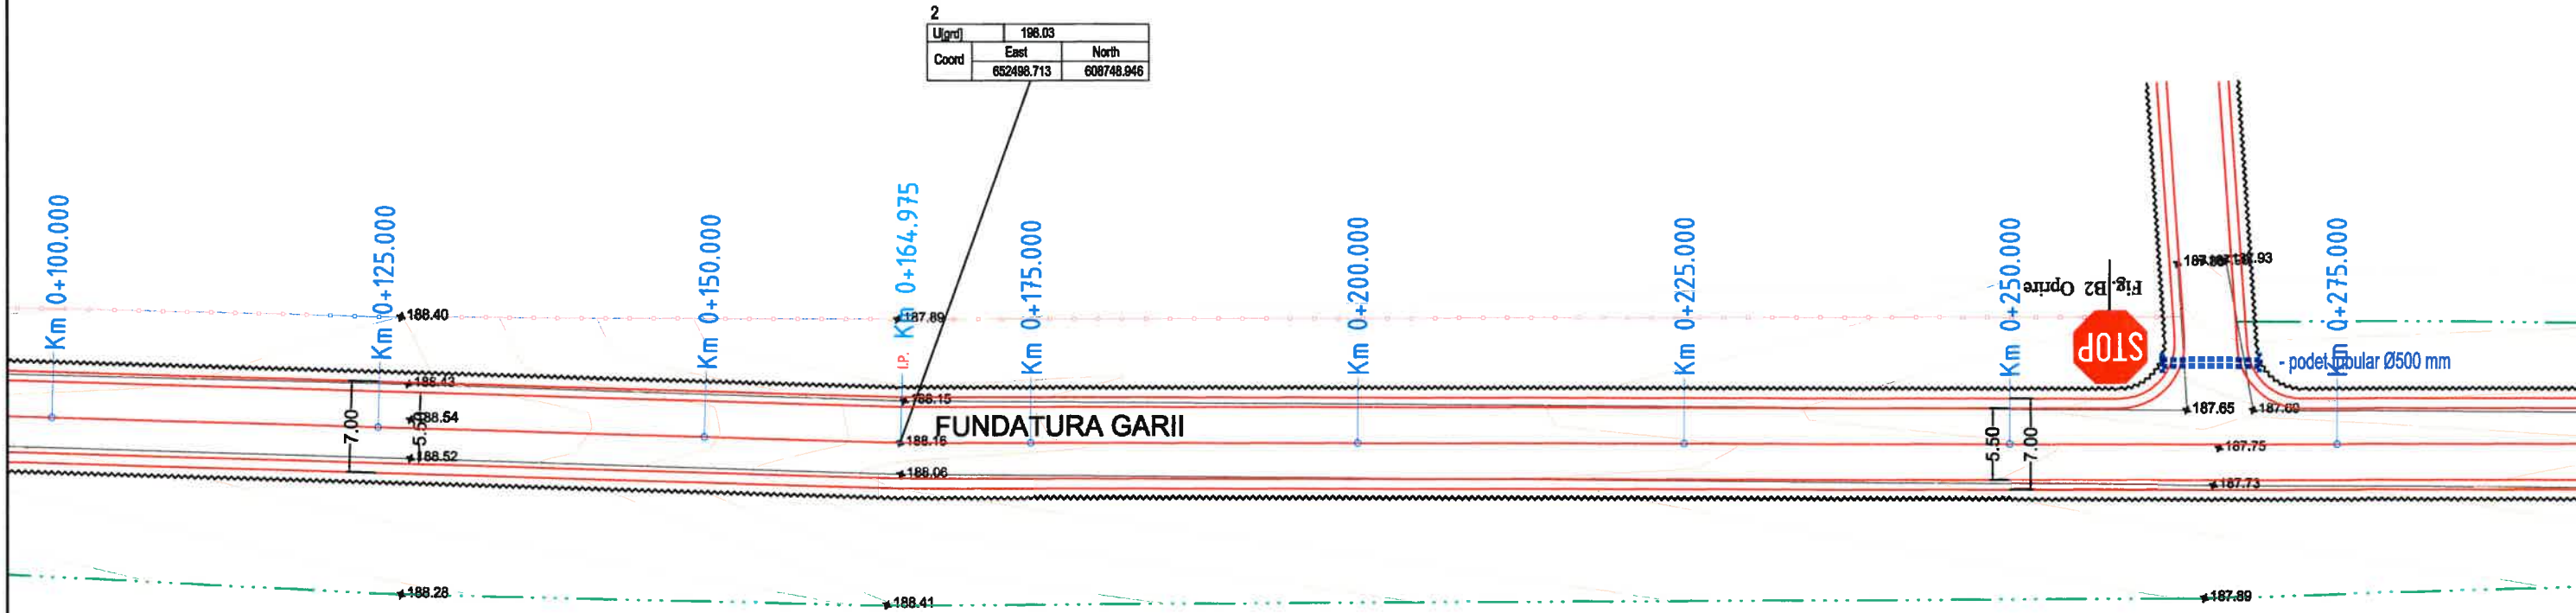 2
U[grd] 198.03
Coord East North
652498.713 608748.946
Km 0+100.000
Km 0+125.000
Km 0+150.000
Km 0+164.975
Km 0+175.000
Km 0+200.000
Km 0+225.000
Km 0+250.000
Km 0+275.000
I.P.
188.40
187.89
Fig. B2 Oprire
STOP
187.93
- podet tubular Ø500 mm
188.43
188.54
188.52
7.00
5.50
188.15
188.16
188.06
FUNDATURA GARII
5.50
7.00
187.65
187.60
187.75
187.73
188.28
188.41
187.89